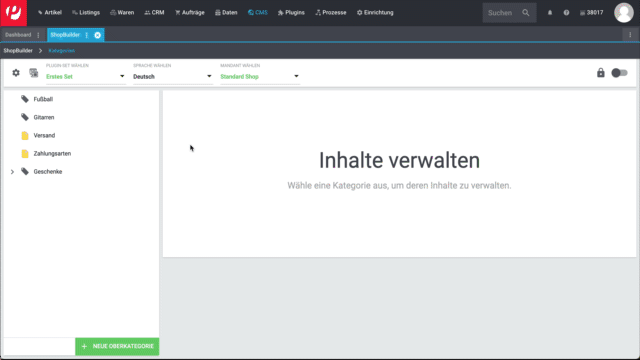 Artikel Listings Waren CRM Aufträge Daten CMS Plugins Prozesse Einrichtung Suchen 38017
Dashboard ShopBuilder
ShopBuilder Kategorien
PLUGIN-SET WÄHLEN SPRACHE WÄHLEN MANDANT WÄHLEN
Erstes Set Deutsch Standard Shop
Fußball
Gitarren
Versand
Zahlungsarten
Geschenke
Inhalte verwalten
Wähle eine Kategorie aus, um deren Inhalte zu verwalten.
NEUE OBERKATEGORIE